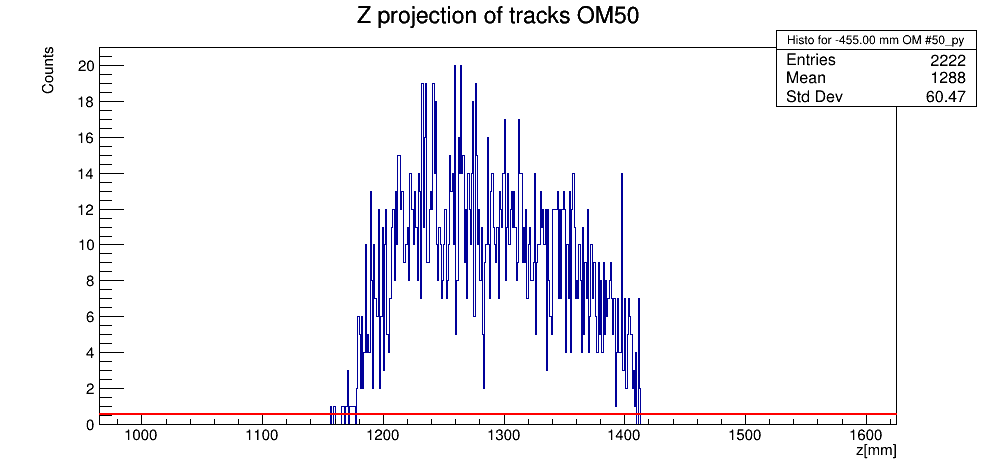 Z projection of tracks OM50
Histo for -455.00 mm OM #50_py
Entries 2222
Mean 1288
Std Dev 60.47
Counts
20
18
16
14
12
10
8
6
4
2
0
1000 1100 1200 1300 1400 1500 1600
z[mm]